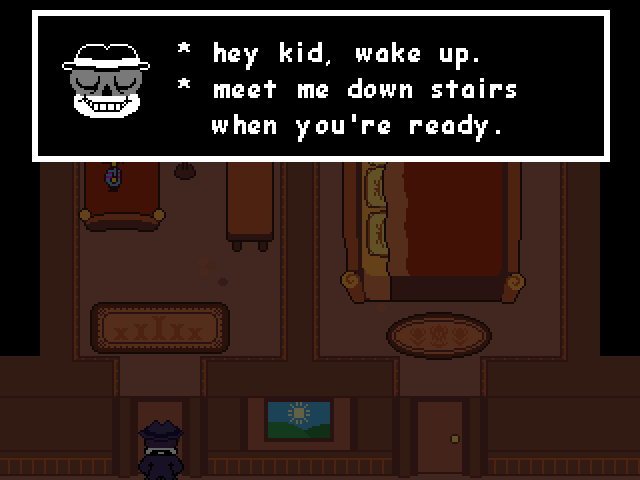 * hey kid, wake up.
* meet me down stairs
when you're ready.